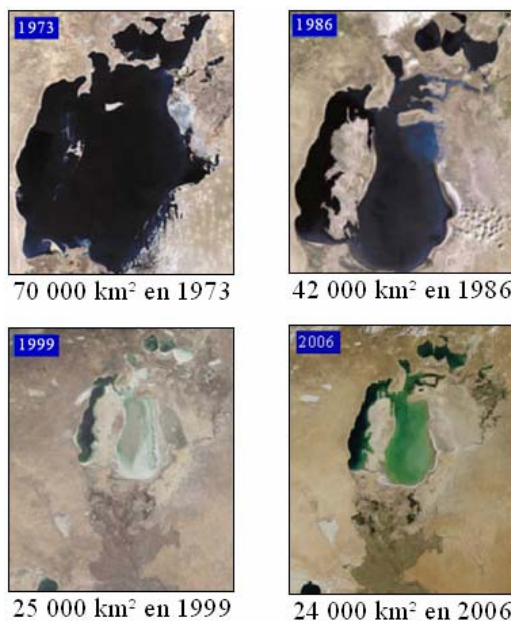 1973
1986
70 000 km² en 1973
42 000 km² en 1986
1999
2006
25 000 km² en 1999
24 000 km² en 2006